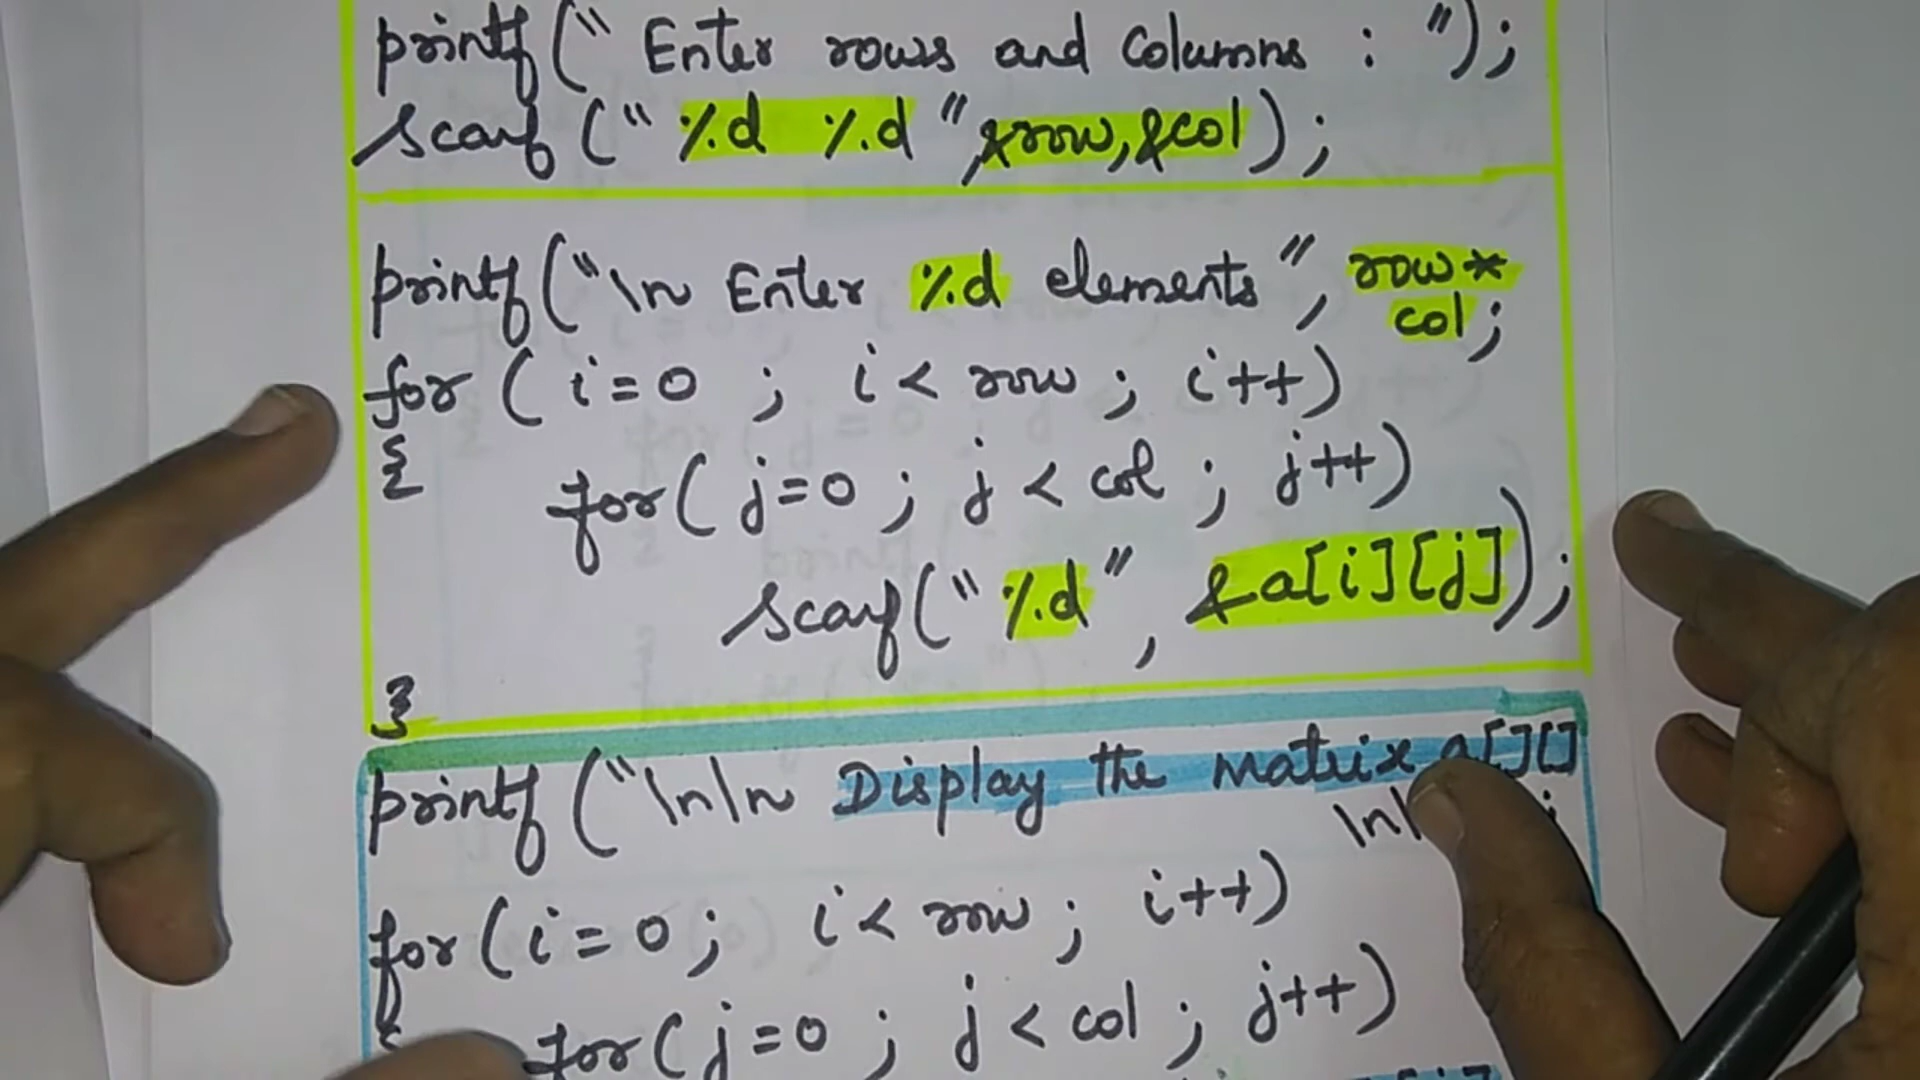 printf(" Enter rows and columns : ");
scanf (" %d %d ",&row,&col);
printf("\n Enter %d elements", row*
col;
for ( i=0 ; i< row ; i++)
{
for( j=0 ; j < col ; j++)
scanf(" %d ", &a[i][j]);
}
printf ("\n\n Display the matrix a[][]
\n
for(i=0; i< row ; i++)
{
for(j=0 ; j < col ; j++)